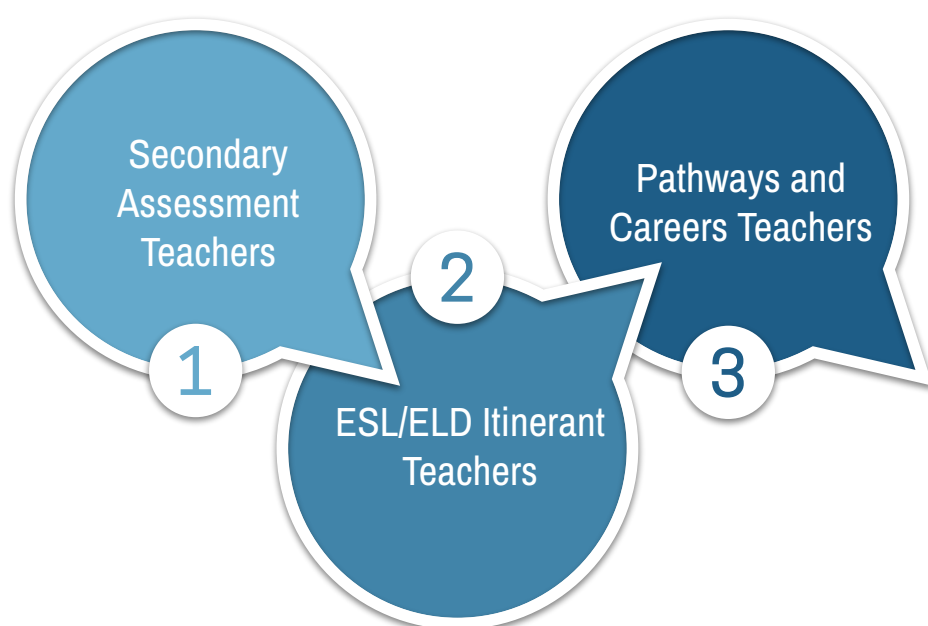 Secondary
Assessment
Teachers
1
2
ESL/ELD Itinerant
Teachers
Pathways and
Careers Teachers
3